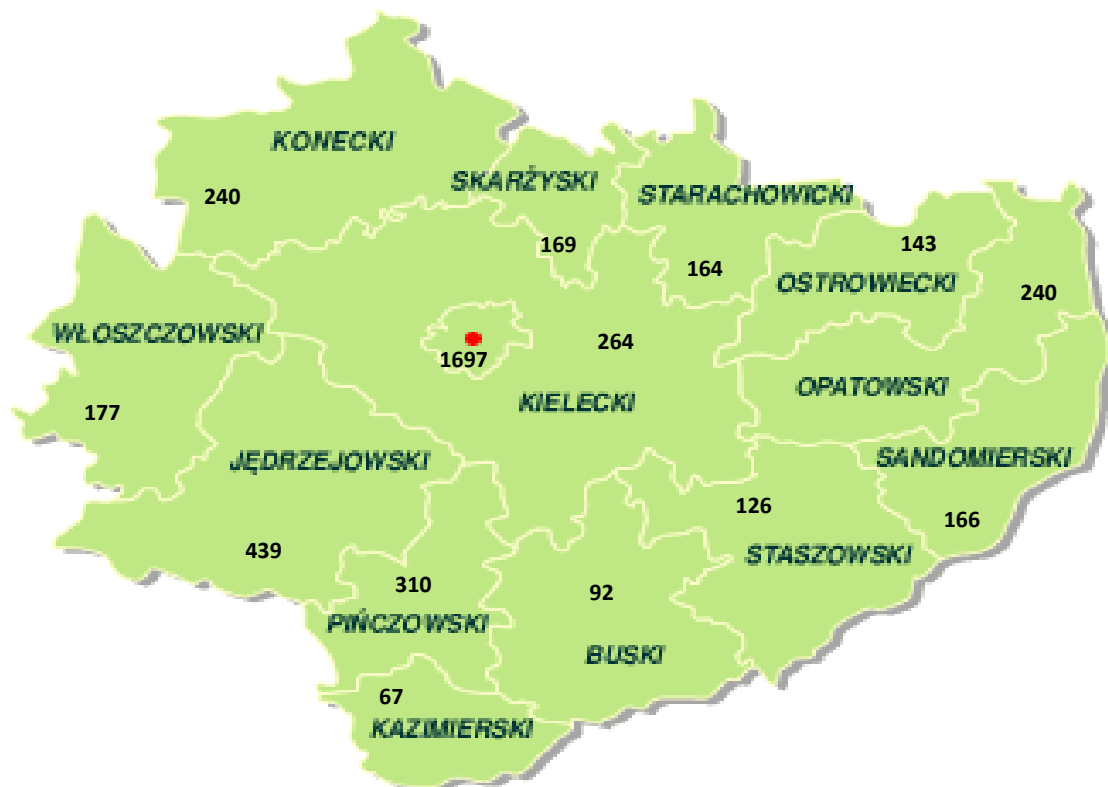 KONECKI
SKARŻYSKI
STARACHOWICKI
240
169
143
164
OSTROWIECKI
240
WŁOSZCZOWSKI
264
1697
OPATOWSKI
KIELECKI
177
JĘDRZEJOWSKI
SANDOMIERSKI
126
166
439
STASZOWSKI
310
92
PIŃCZOWSKI
BUSKI
67
KAZIMIERSKI